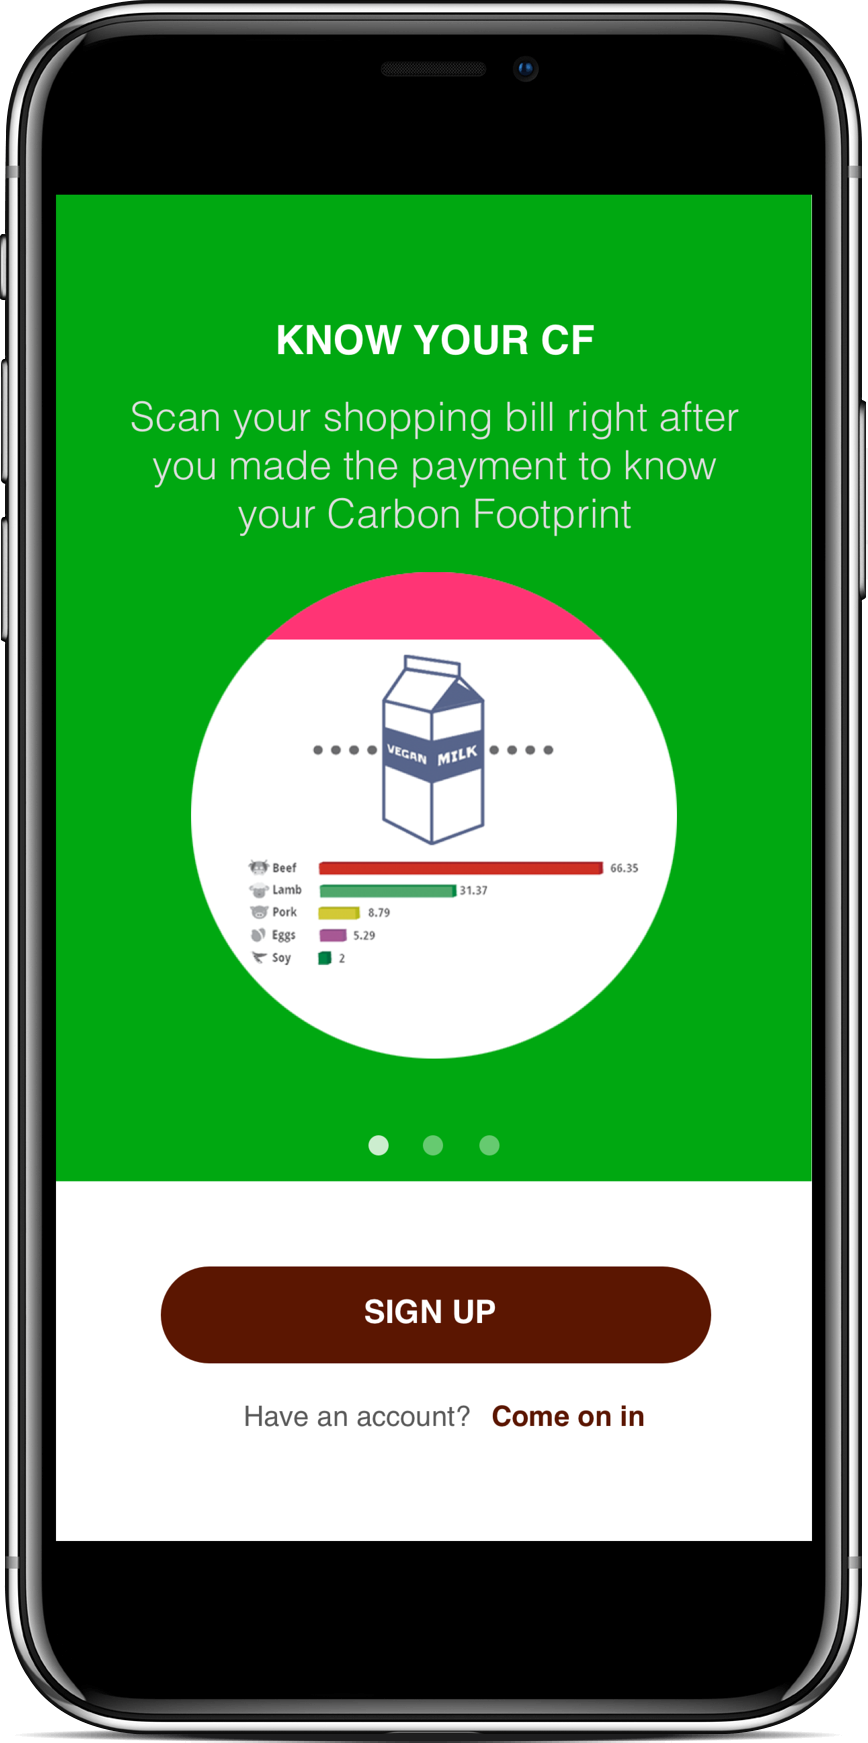 KNOW YOUR CF
Scan your shopping bill right after
you made the payment to know
your Carbon Footprint
VEGAN MILK
Beef 66.35
Lamb 31.37
Pork 8.79
Eggs 5.29
Soy 2
SIGN UP
Have an account? Come on in